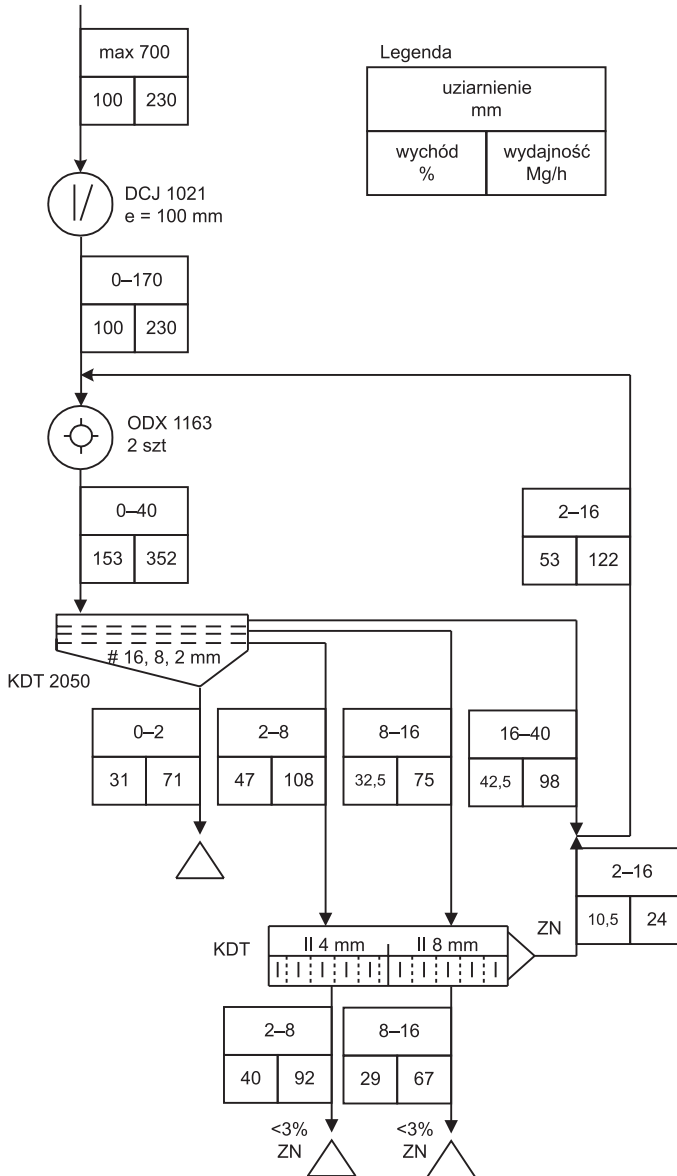 max 700
100 230
Legenda
uziarnienie
mm
wychód
%
wydajność
Mg/h
DCJ 1021
e = 100 mm
0–170
100 230
ODX 1163
2 szt
0–40
153 352
2–16
53 122
# 16, 8, 2 mm
KDT 2050
0–2
31 71
2–8
47 108
8–16
32,5 75
16–40
42,5 98
2–16
10,5 24
ZN
KDT
II 4 mm
II 8 mm
2–8
40 92
8–16
29 67
<3%
ZN
<3%
ZN